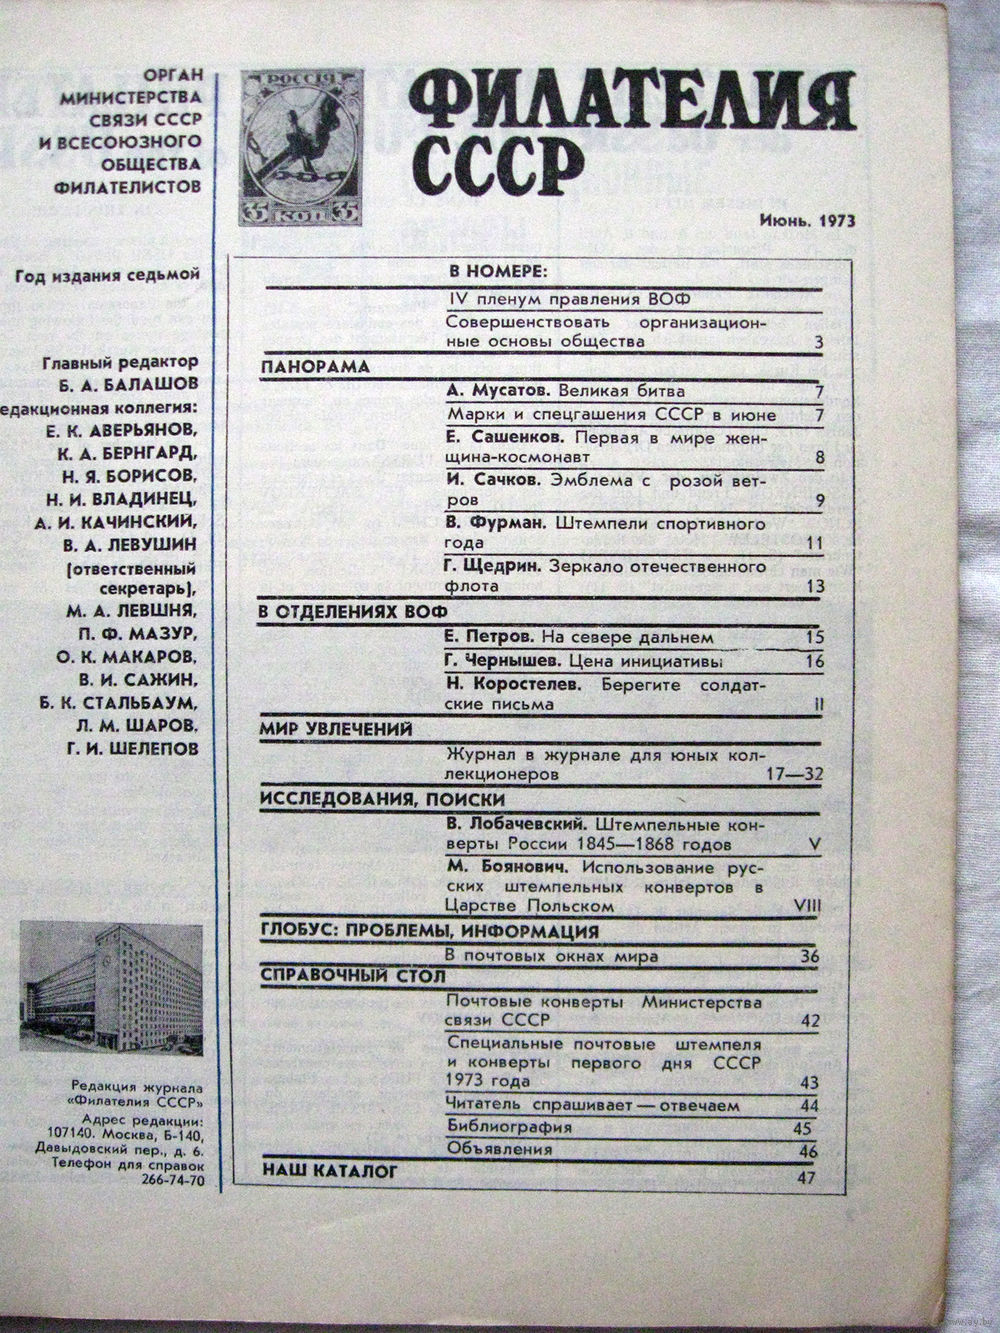 ОРГАН
МИНИСТЕРСТВА
СВЯЗИ СССР
И ВСЕСОЮЗНОГО
ОБЩЕСТВА
ФИЛАТЕЛИСТОВ
РОССІЯ
35 КОП 35
ФИЛАТЕЛИЯ
СССР
Июнь. 1973
Год издания седьмой
Главный редактор
Б. А. БАЛАШОВ
едакционная коллегия:
Е. К. АВЕРЬЯНОВ,
К. А. БЕРНГАРД,
Н. Я. БОРИСОВ,
Н. И. ВЛАДИНЕЦ,
А. И. КАЧИНСКИЙ,
В. А. ЛЕВУШИН
(ответственный
секретарь),
М. А. ЛЕВШНЯ,
П. Ф. МАЗУР,
О. К. МАКАРОВ,
В. И. САЖИН,
Б. К. СТАЛЬБАУМ,
Л. М. ШАРОВ,
Г. И. ШЕЛЕПОВ
Редакция журнала
«Филателия СССР»
Адрес редакции:
107140. Москва, Б-140,
Давыдовский пер., д. 6.
Телефон для справок
266-74-70
В НОМЕРЕ:
IV пленум правления ВОФ
Совершенствовать организацион-
ные основы общества 3
ПАНОРАМА
А. Мусатов. Великая битва 7
Марки и спецгашения СССР в июне 7
Е. Сашенков. Первая в мире жен-
щина-космонавт 8
И. Сачков. Эмблема с розой вет-
ров 9
В. Фурман. Штемпели спортивного
года 11
Г. Щедрин. Зеркало отечественного
флота 13
В ОТДЕЛЕНИЯХ ВОФ
Е. Петров. На севере дальнем 15
Г. Чернышев. Цена инициативы 16
Н. Коростелев. Берегите солдат-
ские письма II
МИР УВЛЕЧЕНИЙ
Журнал в журнале для юных кол-
лекционеров 17—32
ИССЛЕДОВАНИЯ, ПОИСКИ
В. Лобачевский. Штемпельные кон-
верты России 1845—1868 годов V
М. Боянович. Использование рус-
ских штемпельных конвертов в
Царстве Польском VIII
ГЛОБУС: ПРОБЛЕМЫ, ИНФОРМАЦИЯ
В почтовых окнах мира 36
СПРАВОЧНЫЙ СТОЛ
Почтовые конверты Министерства
связи СССР 42
Специальные почтовые штемпеля
и конверты первого дня СССР
1973 года 43
Читатель спрашивает — отвечаем 44
Библиография 45
Объявления 46
НАШ КАТАЛОГ 47